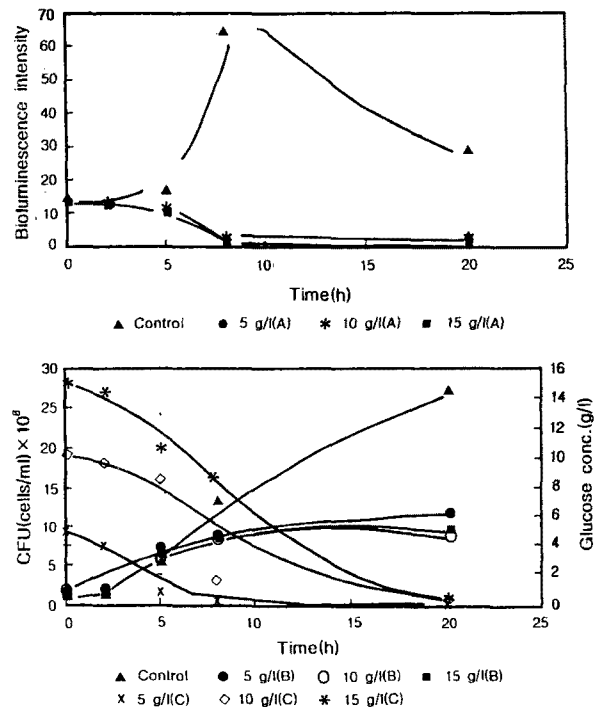 Biotuminescence intensity
70
60
50
40
30
20
10
0
0 5 10 15 20 25
Time(h)
▲ Control ● 5 g/l(A) * 10 g/l(A) ■ 15 g/l(A)
CFU(cells/ml) × 10⁸
30
25
20
15
10
5
0
Glucose conc.(g/l)
16
14
12
10
8
6
4
2
0
0 5 10 15 20 25
Time(h)
▲ Control ● 5 g/l(B) ○ 10 g/l(B) ■ 15 g/l(B)
× 5 g/l(C) ◇ 10 g/l(C) * 15 g/l(C)